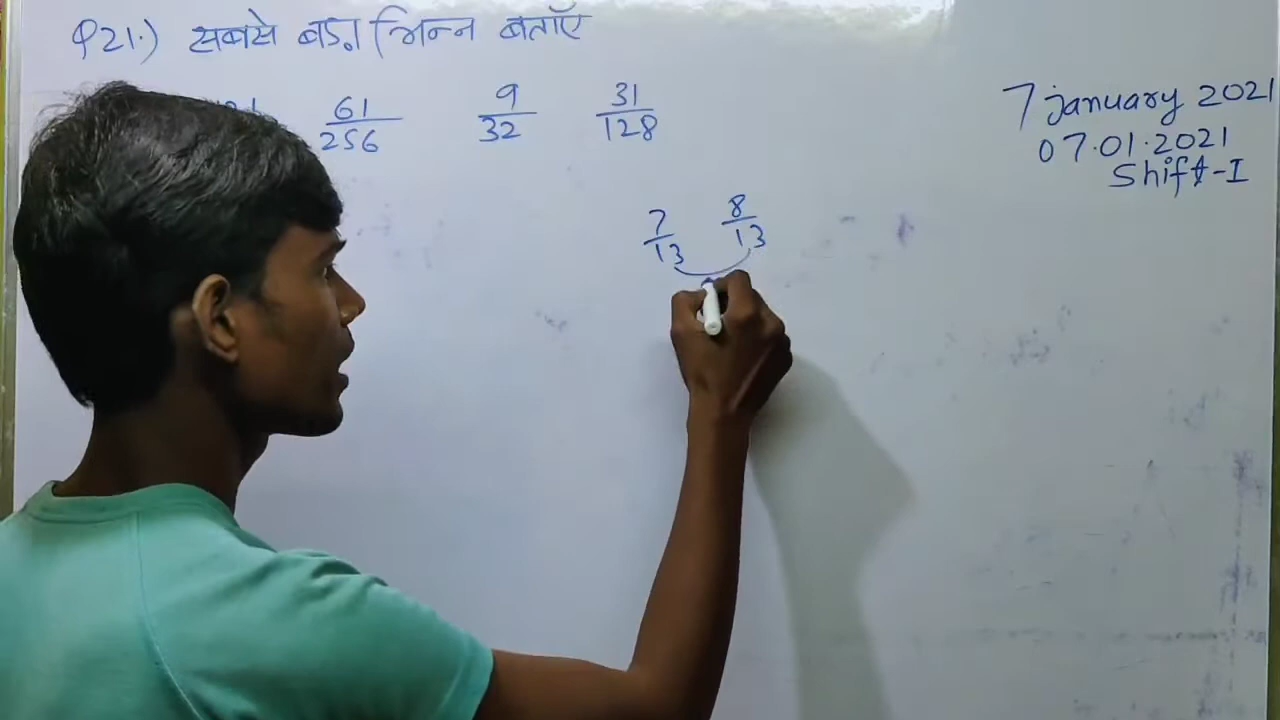 Q21.) सबसे बड़ा भिन्न बताएँ
61/256 9/32 31/128
7 january 2021
07.01.2021
Shift-I
7/13 8/13